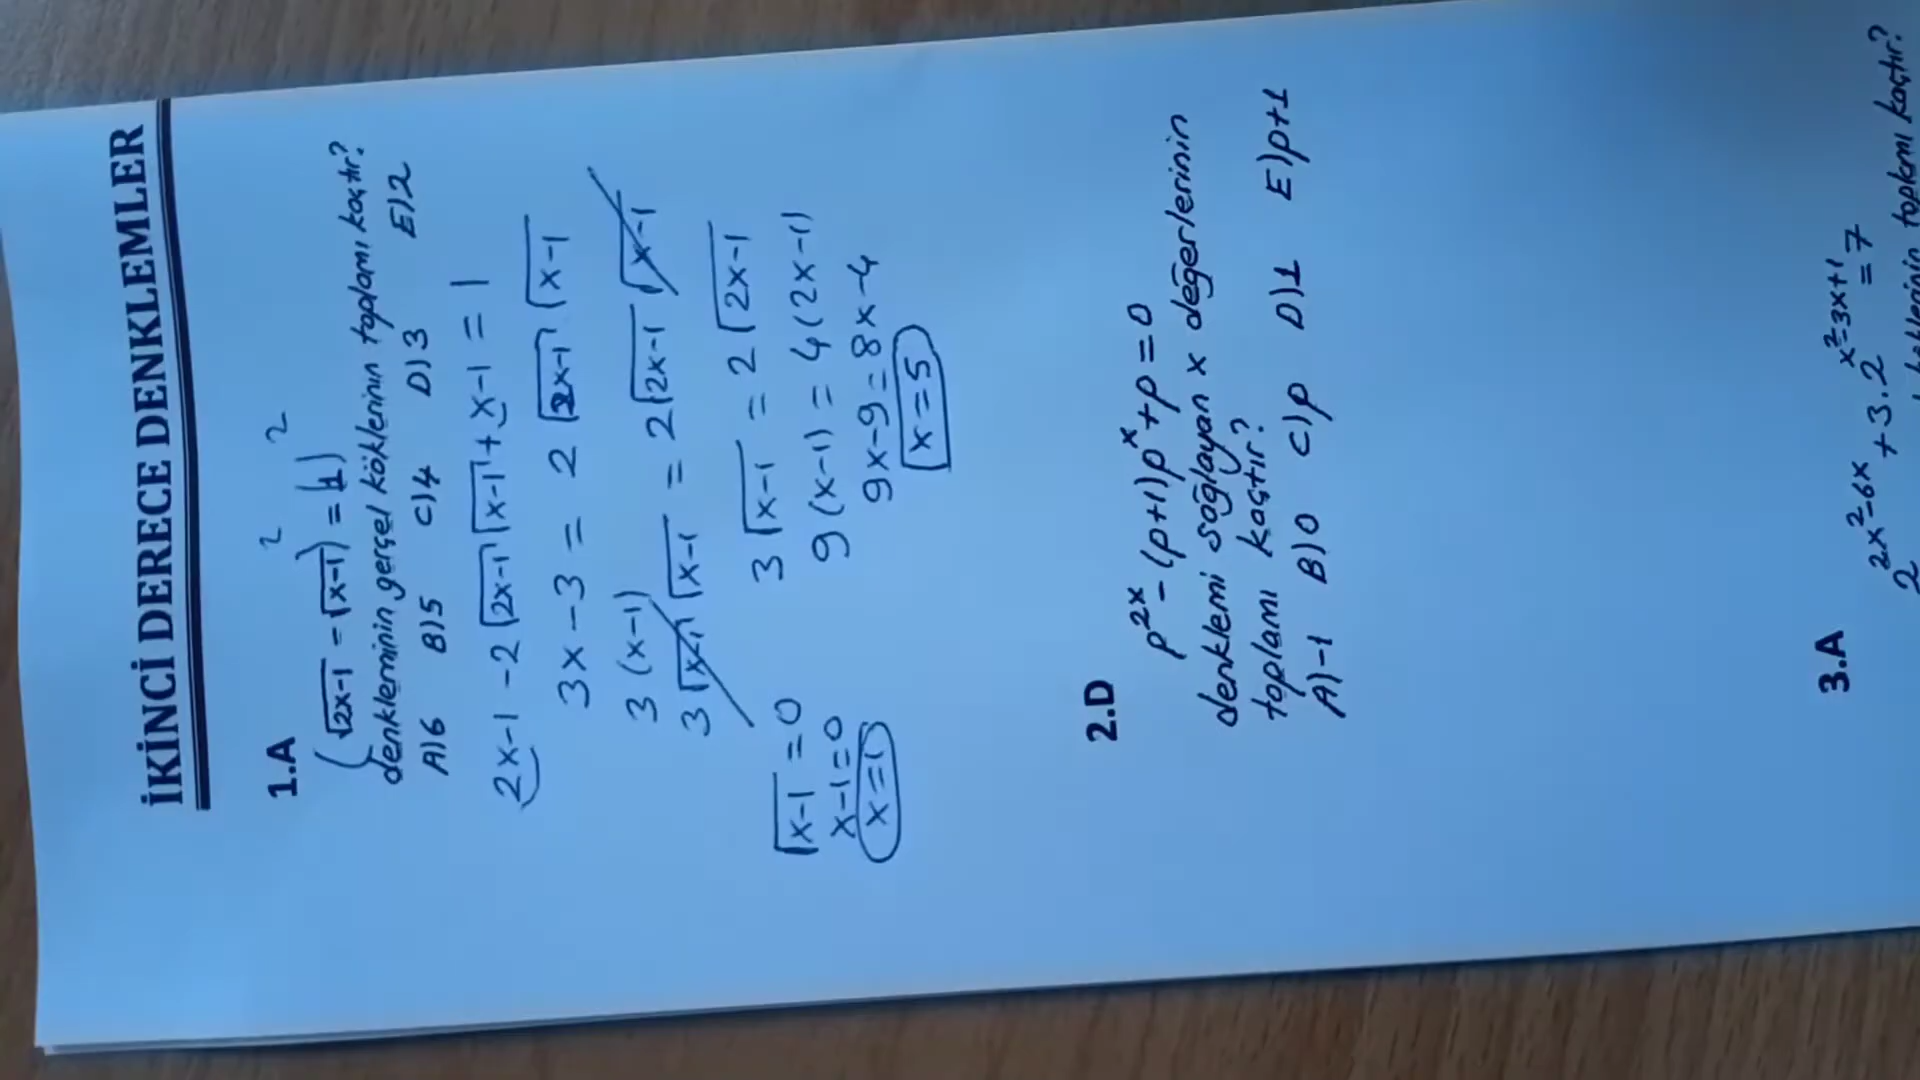 İKİNCİ DERECE DENKLEMLER
1.A
(√2x-1 - √x-1)² = (1)²
denkleminin gerçel köklerinin toplamı kaçtır?
A)6 B)5 C)4 D)3 E)2
2x-1 -2√2x-1 √x-1 + x-1 = 1
3x-3 = 2√2x-1 √x-1
3(x-1)
3√x-1 √x-1 = 2√2x-1 √x-1
3√x-1 = 2√2x-1
√x-1 = 0
9(x-1) = 4(2x-1)
x-1=0
9x-9=8x-4
x=1
x=5
2.D
p²ˣ-(p+1)pˣ+p=0
denklemi sağlayan x değerlerinin
toplamı kaçtır?
A)-1 B)0 C)p D)1 E)p+1
3.A
2^2x²-6x + 3.2^x²-3x+1 = 7
toplamı kaçtır?